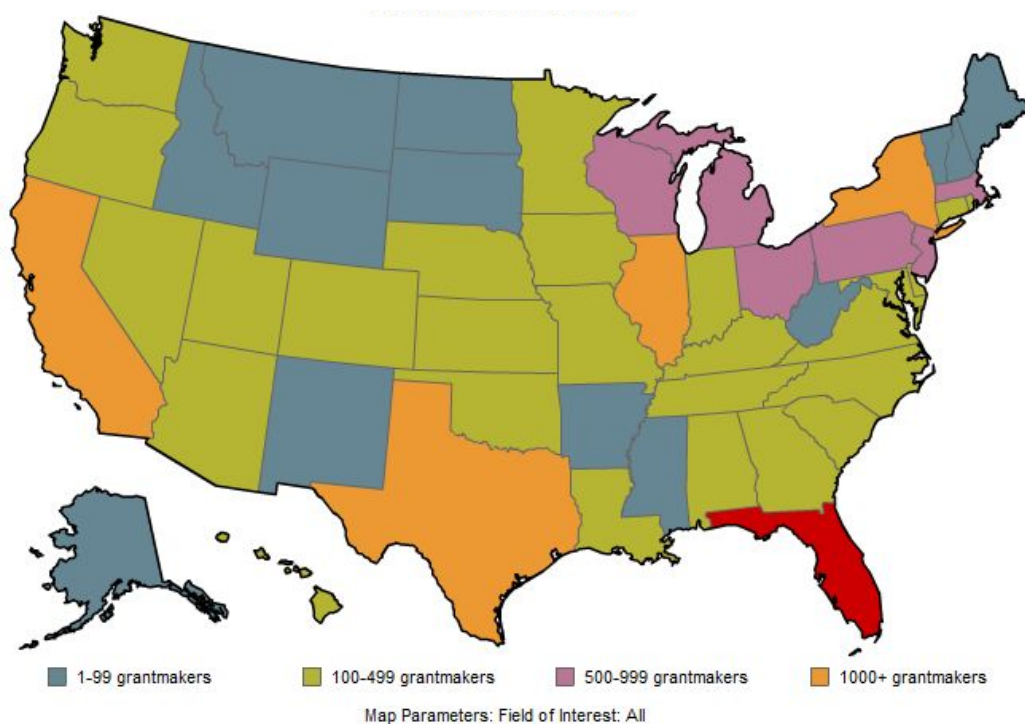 1-99 grantmakers
100-499 grantmakers
500-999 grantmakers
1000+ grantmakers
Map Parameters: Field of Interest: All